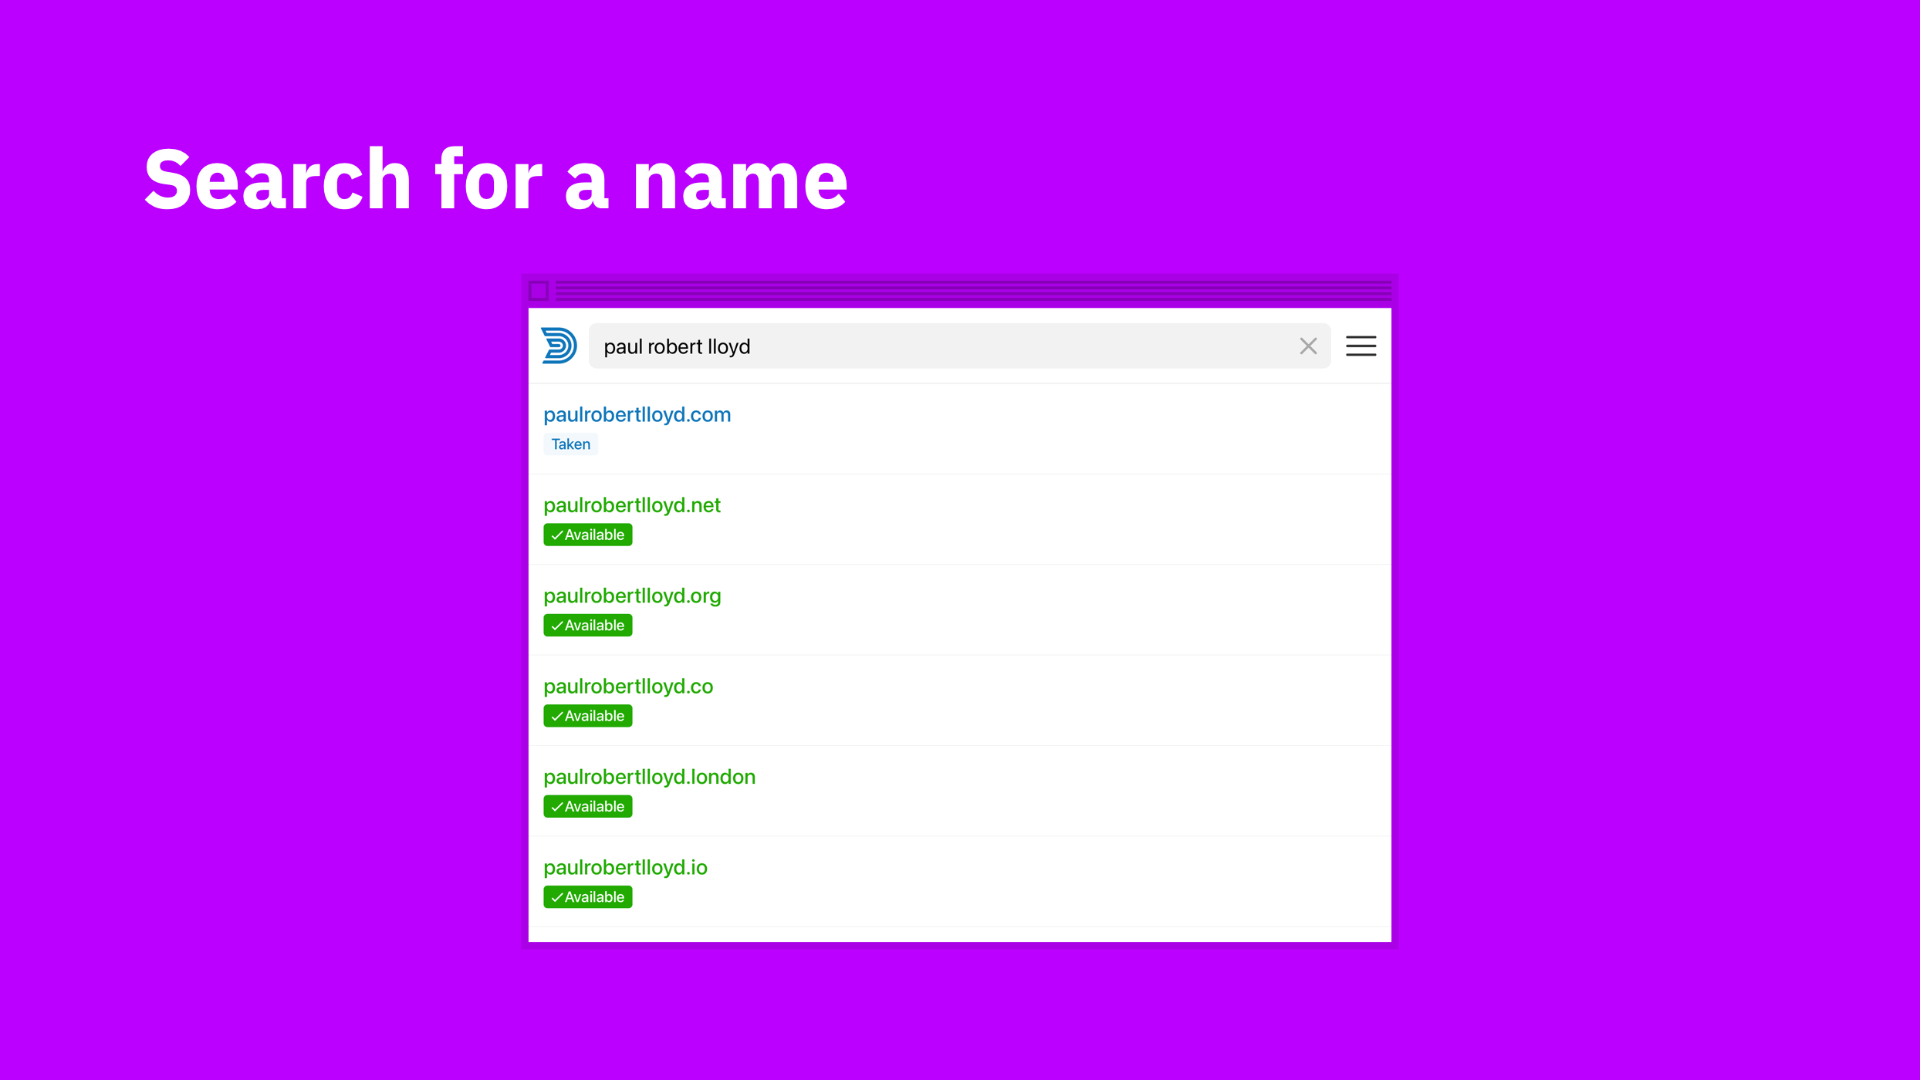 Search for a name
paul robert lloyd
paulrobertlloyd.com
Taken
paulrobertlloyd.net
Available
paulrobertlloyd.org
Available
paulrobertlloyd.co
Available
paulrobertlloyd.london
Available
paulrobertlloyd.io
Available